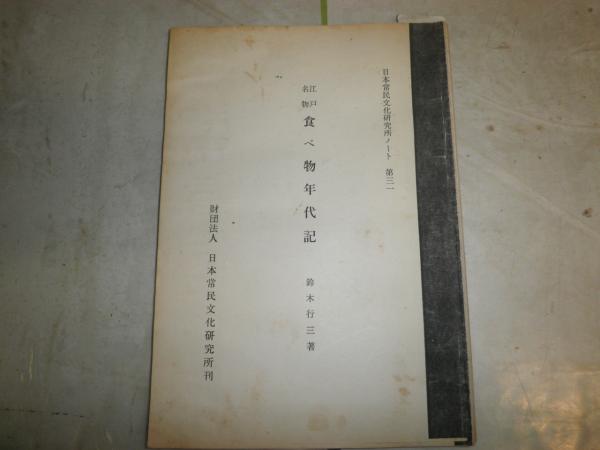 日本常民文化研究所ノート 第三一
江戸名物 食べ物年代記
鈴木行三著
財団法人 日本常民文化研究所刊